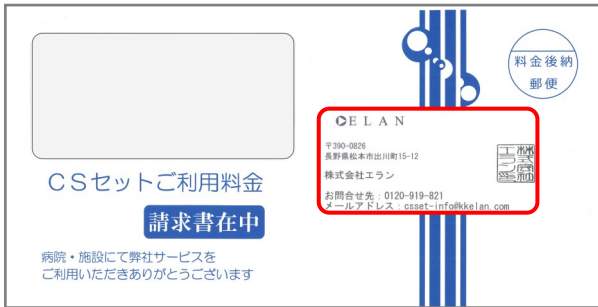 料金後納
郵便
ELAN
〒390-0826
長野県松本市出川町15-12
株式会社エラン
お問合せ先：0120-919-821
メールアドレス：csset-info@kkelan.com
CSセットご利用料金
請求書在中
病院・施設にて弊社サービスを
ご利用いただきありがとうございます